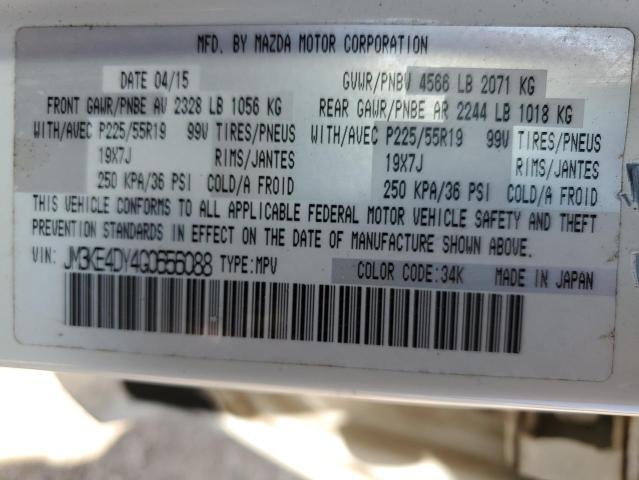 MFD. BY MAZDA MOTOR CORPORATION
DATE 04/15 GVWR/PNBV 4566 LB 2071 KG
FRONT GAWR/PNBE AV 2328 LB 1056 KG REAR GAWR/PNBE AR 2244 LB 1018 KG
WITH/AVEC P225/55R19 99V TIRES/PNEUS WITH/AVEC P225/55R19 99V TIRES/PNEUS
19X7J RIMS/JANTES 19X7J RIMS/JANTES
250 KPA/36 PSI COLD/A FROID 250 KPA/36 PSI COLD/A FROID
THIS VEHICLE CONFORMS TO ALL APPLICABLE FEDERAL MOTOR VEHICLE SAFETY AND THEFT
PREVENTION STANDARDS IN EFFECT ON THE DATE OF MANUFACTURE SHOWN ABOVE.
VIN: TYPE:MPV COLOR CODE:34K MADE IN JAPAN